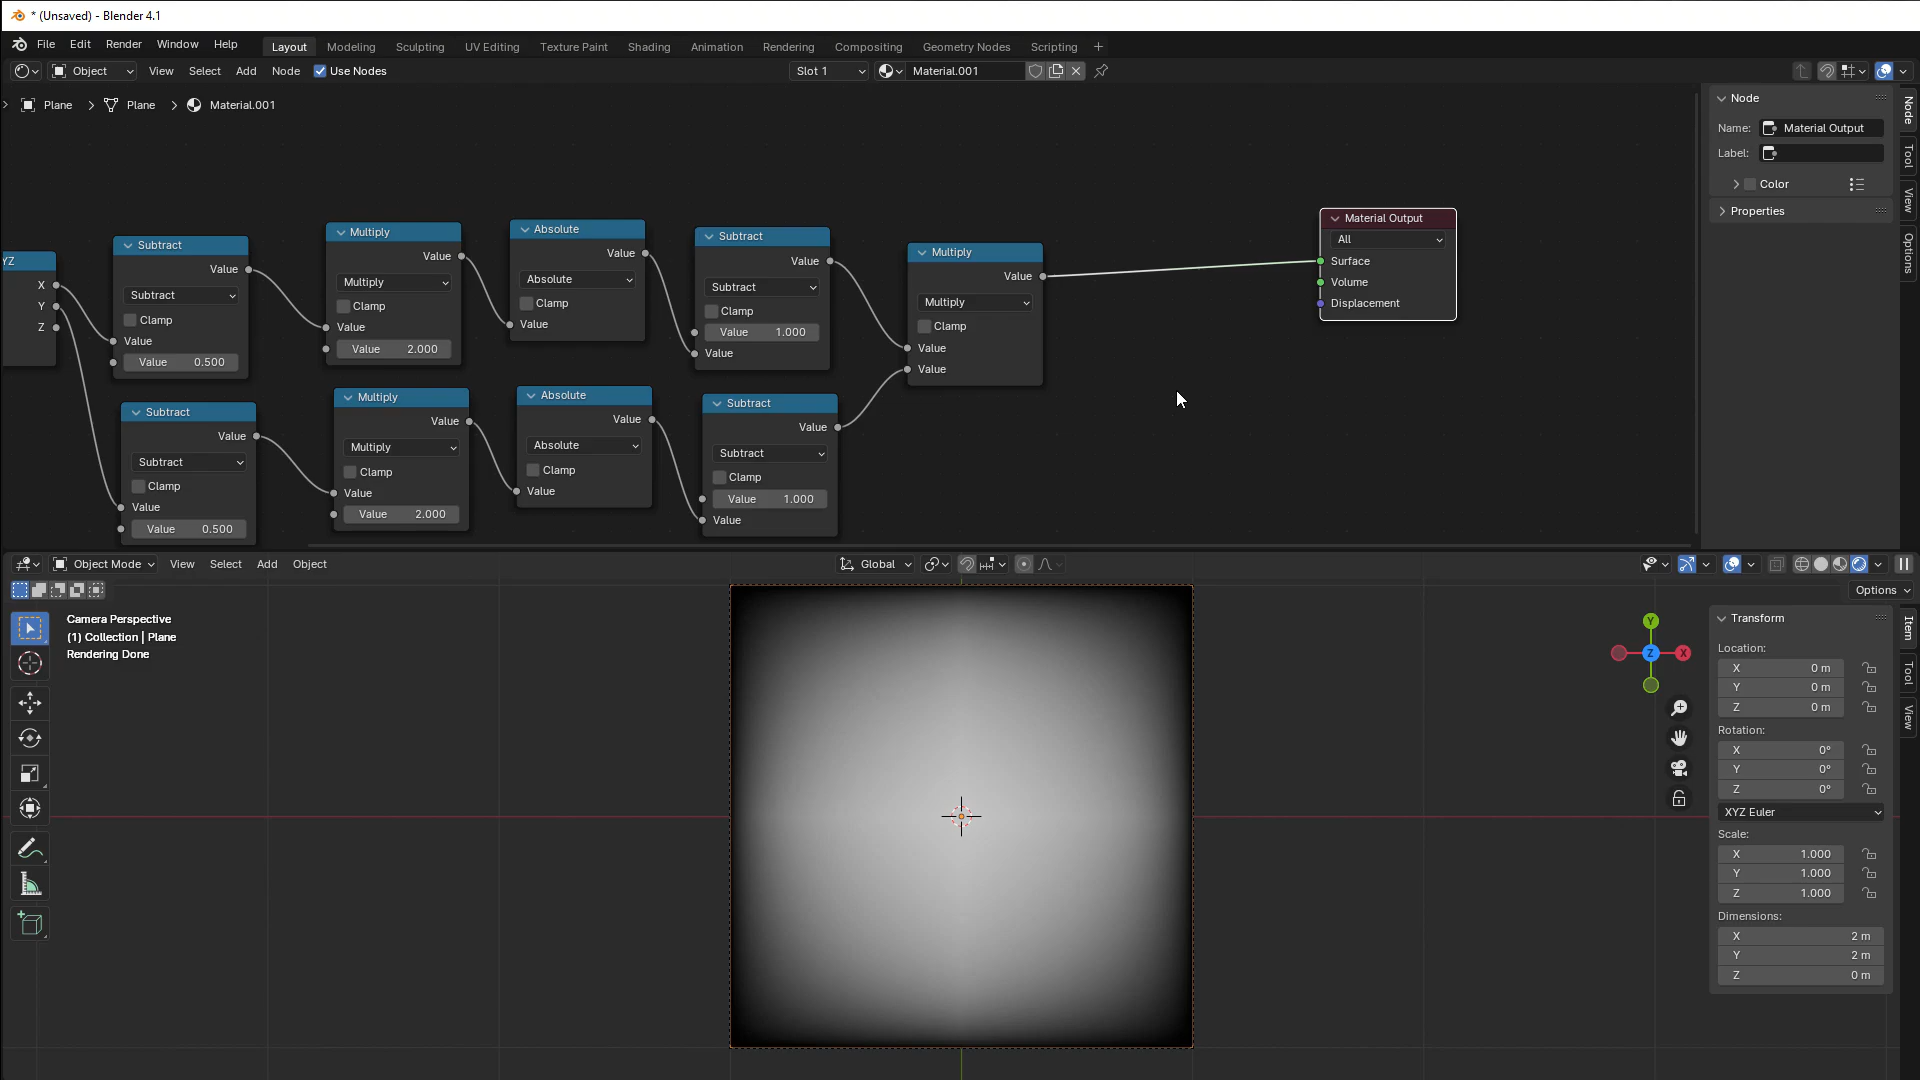 * (Unsaved) - Blender 4.1
File Edit Render Window Help Layout Modeling Sculpting UV Editing Texture Paint Shading Animation Rendering Compositing Geometry Nodes Scripting +
Object View Select Add Node Use Nodes Slot 1 Material.001
Plane Plane Material.001
Node
Name: Material Output
Label:
Color
Properties
Node
Tool
View
Options
YZ
X
Y
Z
Subtract
Value
Subtract
Clamp
Value
Value 0.500
Multiply
Value
Multiply
Clamp
Value
Value 2.000
Absolute
Value
Absolute
Clamp
Value
Subtract
Value
Subtract
Clamp
Value 1.000
Value
Multiply
Value
Multiply
Clamp
Value
Value
Material Output
All
Surface
Volume
Displacement
Subtract
Value
Subtract
Clamp
Value
Value 0.500
Multiply
Value
Multiply
Clamp
Value
Value 2.000
Absolute
Value
Absolute
Clamp
Value
Subtract
Value
Subtract
Clamp
Value 1.000
Value
Object Mode View Select Add Object Global
Options
Camera Perspective
(1) Collection | Plane
Rendering Done
Y
Z X
Transform
Location:
X 0 m
Y 0 m
Z 0 m
Rotation:
X 0°
Y 0°
Z 0°
XYZ Euler
Scale:
X 1.000
Y 1.000
Z 1.000
Dimensions:
X 2 m
Y 2 m
Z 0 m
Item
Tool
View